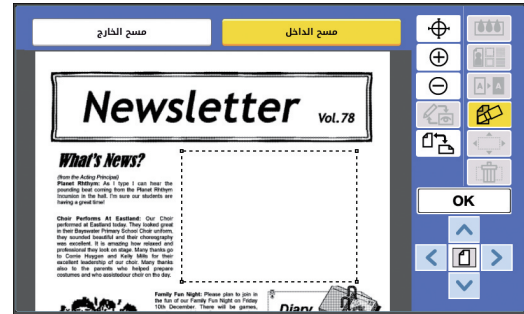 مسح الخارج
مسح الداخل
Newsletter Vol.78
What's News?
(from the Acting Principal)
Planet Rhthym: As I type I can hear the
pounding beat coming from the Planet Rhthym
incursion in the hall. I'm sure our students are
having a great time!
Choir Performs At Eastland: Our Choir
performed at Eastland today. They looked great
in their Bayswater Primary School Choir uniform,
they sounded beautiful and their choreography
was excellent. It is amazing how relaxed and
professional they look on stage. Many thanks go
to Corrie Huygen and Kelly Mills for their
excellent leadership of our choir. Many thanks
also to the parents who helped prepare
costumes and who assistedour choir on the day.
Family Fun Night: Please plan to join in
the fun of our Family Fun Night on Friday
10th December. There will be games,
Diary
A
A
OK